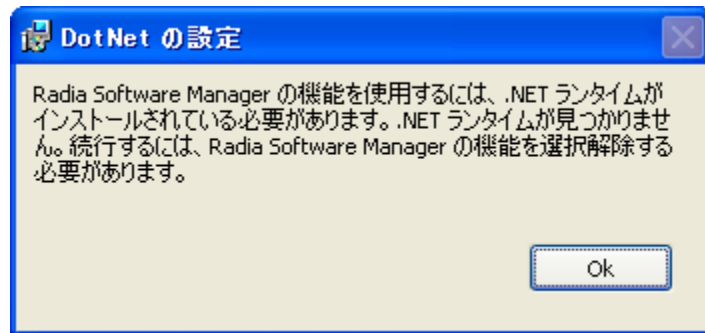 DotNet の設定
Radia Software Manager の機能を使用するには、.NET ランタイムが
インストールされている必要があります。.NET ランタイムが見つかりませ
ん。続行するには、Radia Software Manager の機能を選択解除する
必要があります。
Ok